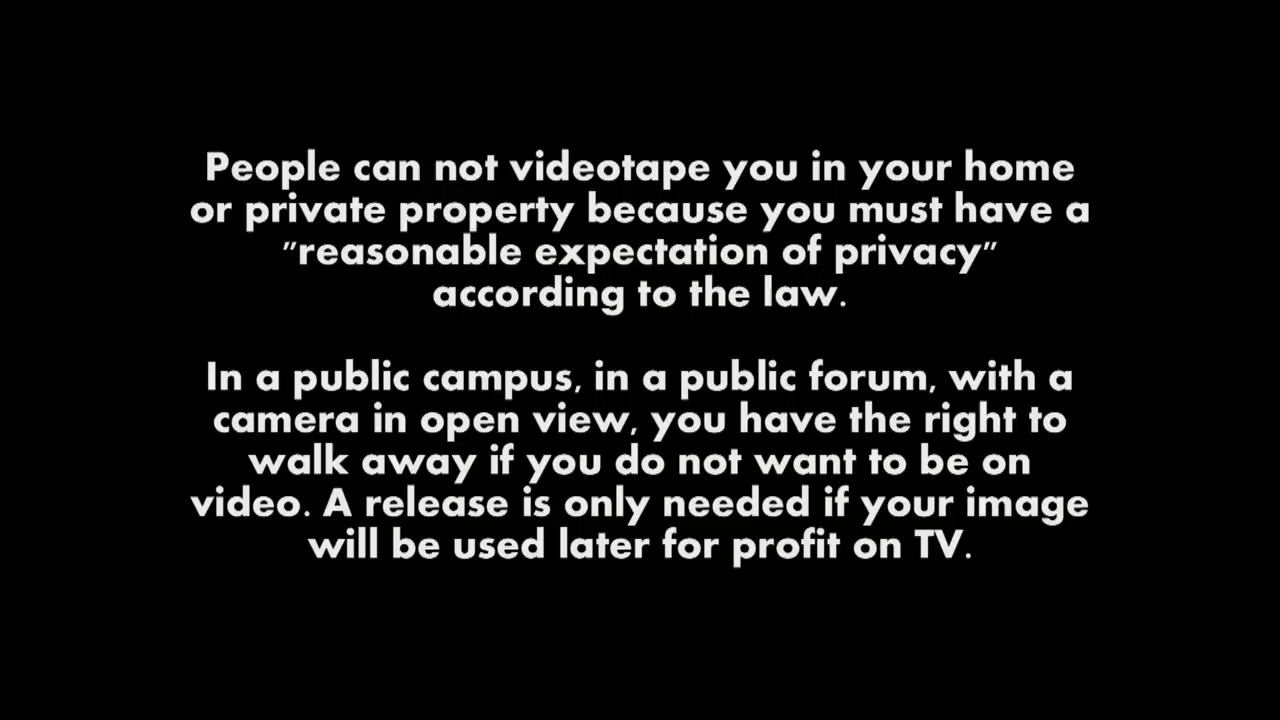 People can not videotape you in your home
or private property because you must have a
"reasonable expectation of privacy"
according to the law.
In a public campus, in a public forum, with a
camera in open view, you have the right to
walk away if you do not want to be on
video. A release is only needed if your image
will be used later for profit on TV.